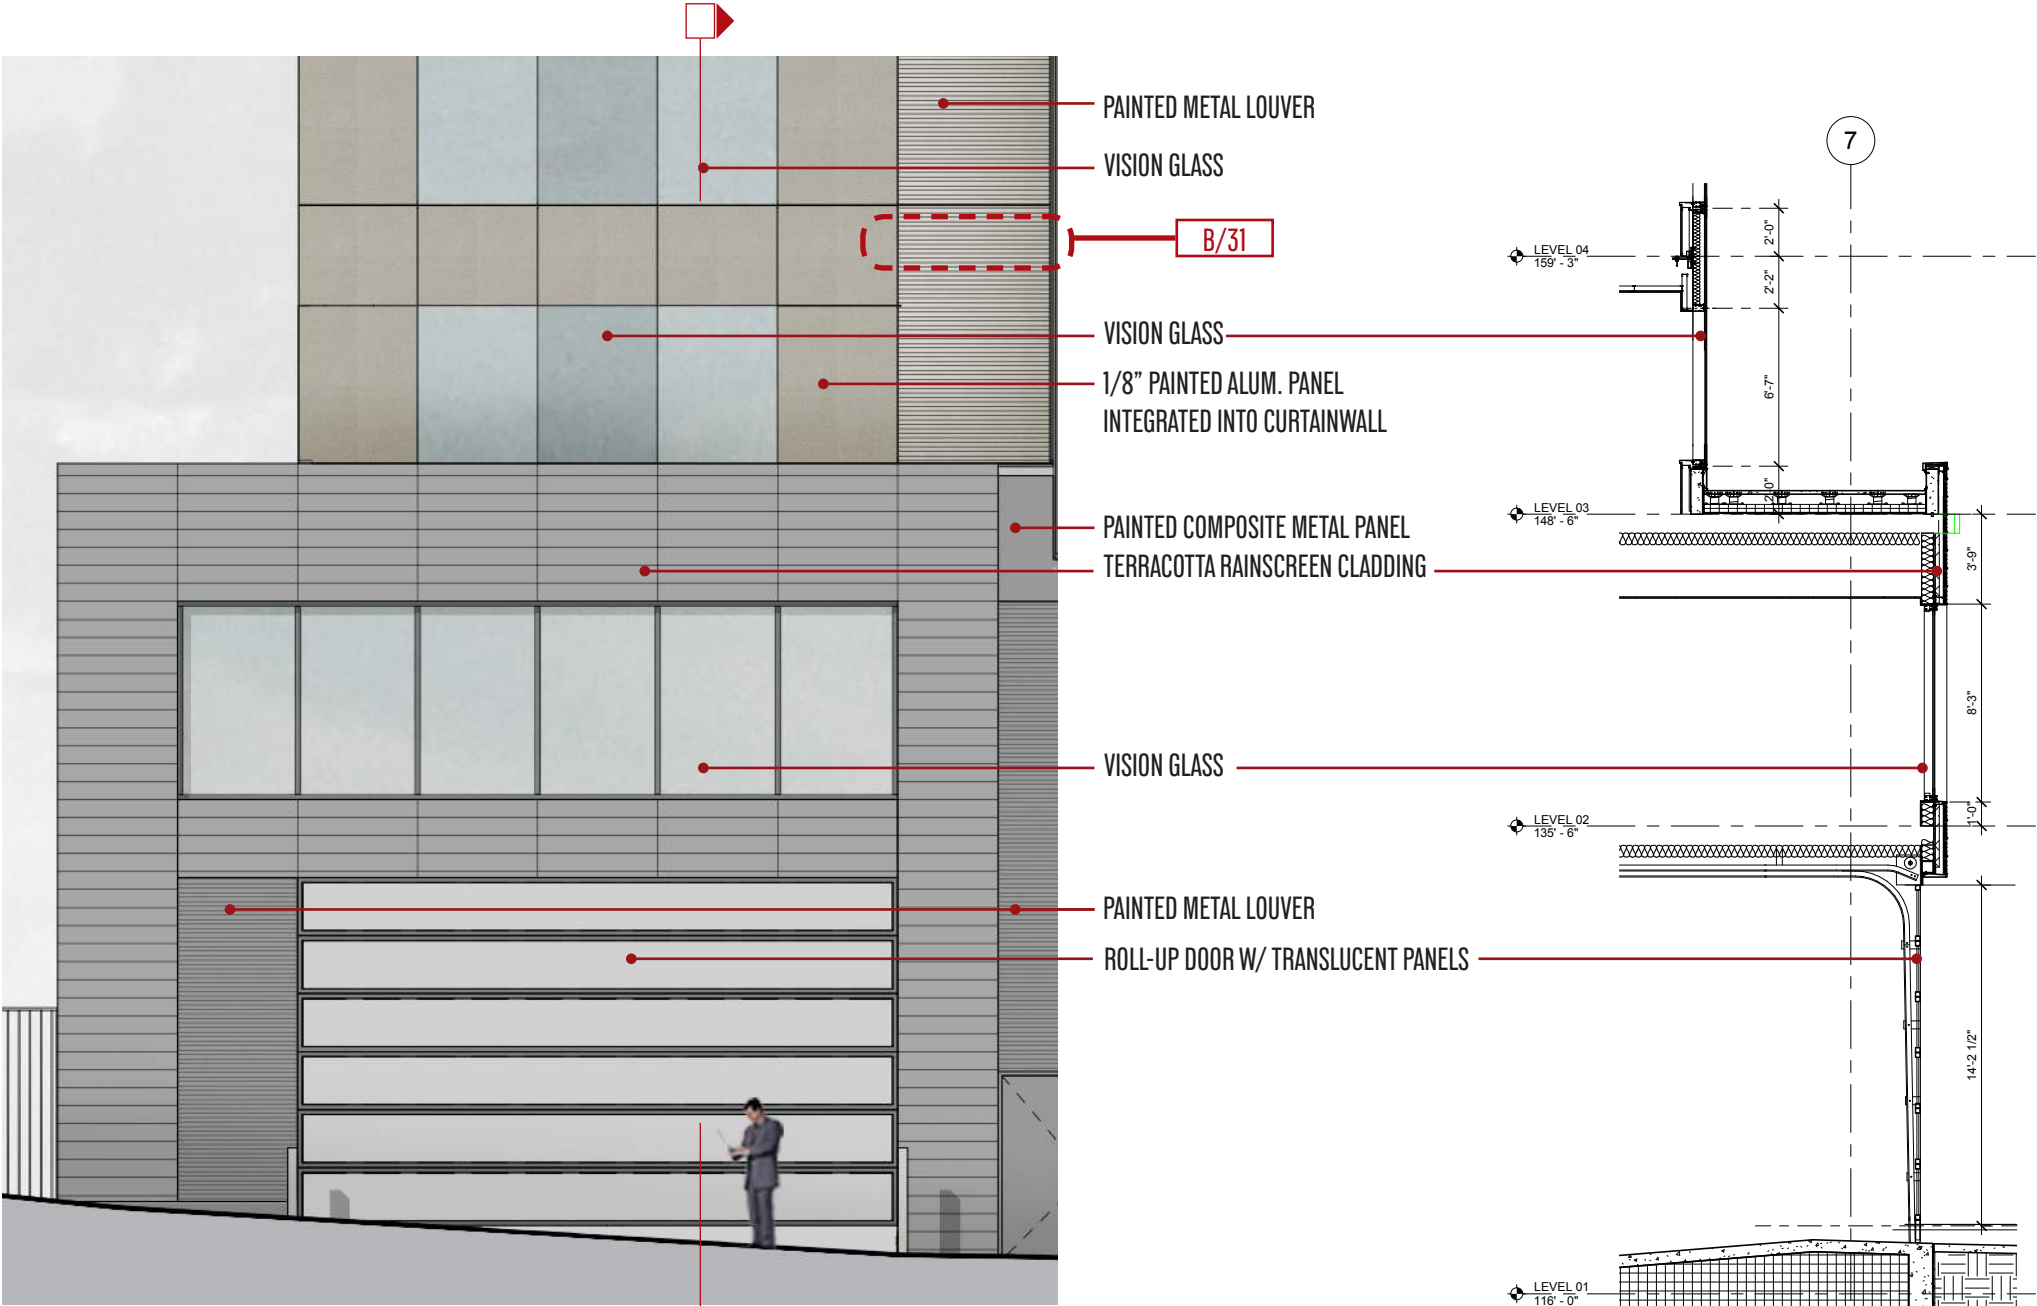 PAINTED METAL LOUVER
VISION GLASS
B/31
VISION GLASS
1/8” PAINTED ALUM. PANEL
INTEGRATED INTO CURTAINWALL
PAINTED COMPOSITE METAL PANEL
TERRACOTTA RAINSCREEN CLADDING
VISION GLASS
PAINTED METAL LOUVER
ROLL-UP DOOR W/ TRANSLUCENT PANELS
7
LEVEL 04
159' - 3"
2'-0"
2'-2"
6'-7"
2'-0"
LEVEL 03
148' - 6"
3'-9"
8'-3"
1'-0"
LEVEL 02
135' - 6"
14'-2 1/2"
LEVEL 01
116' - 0"